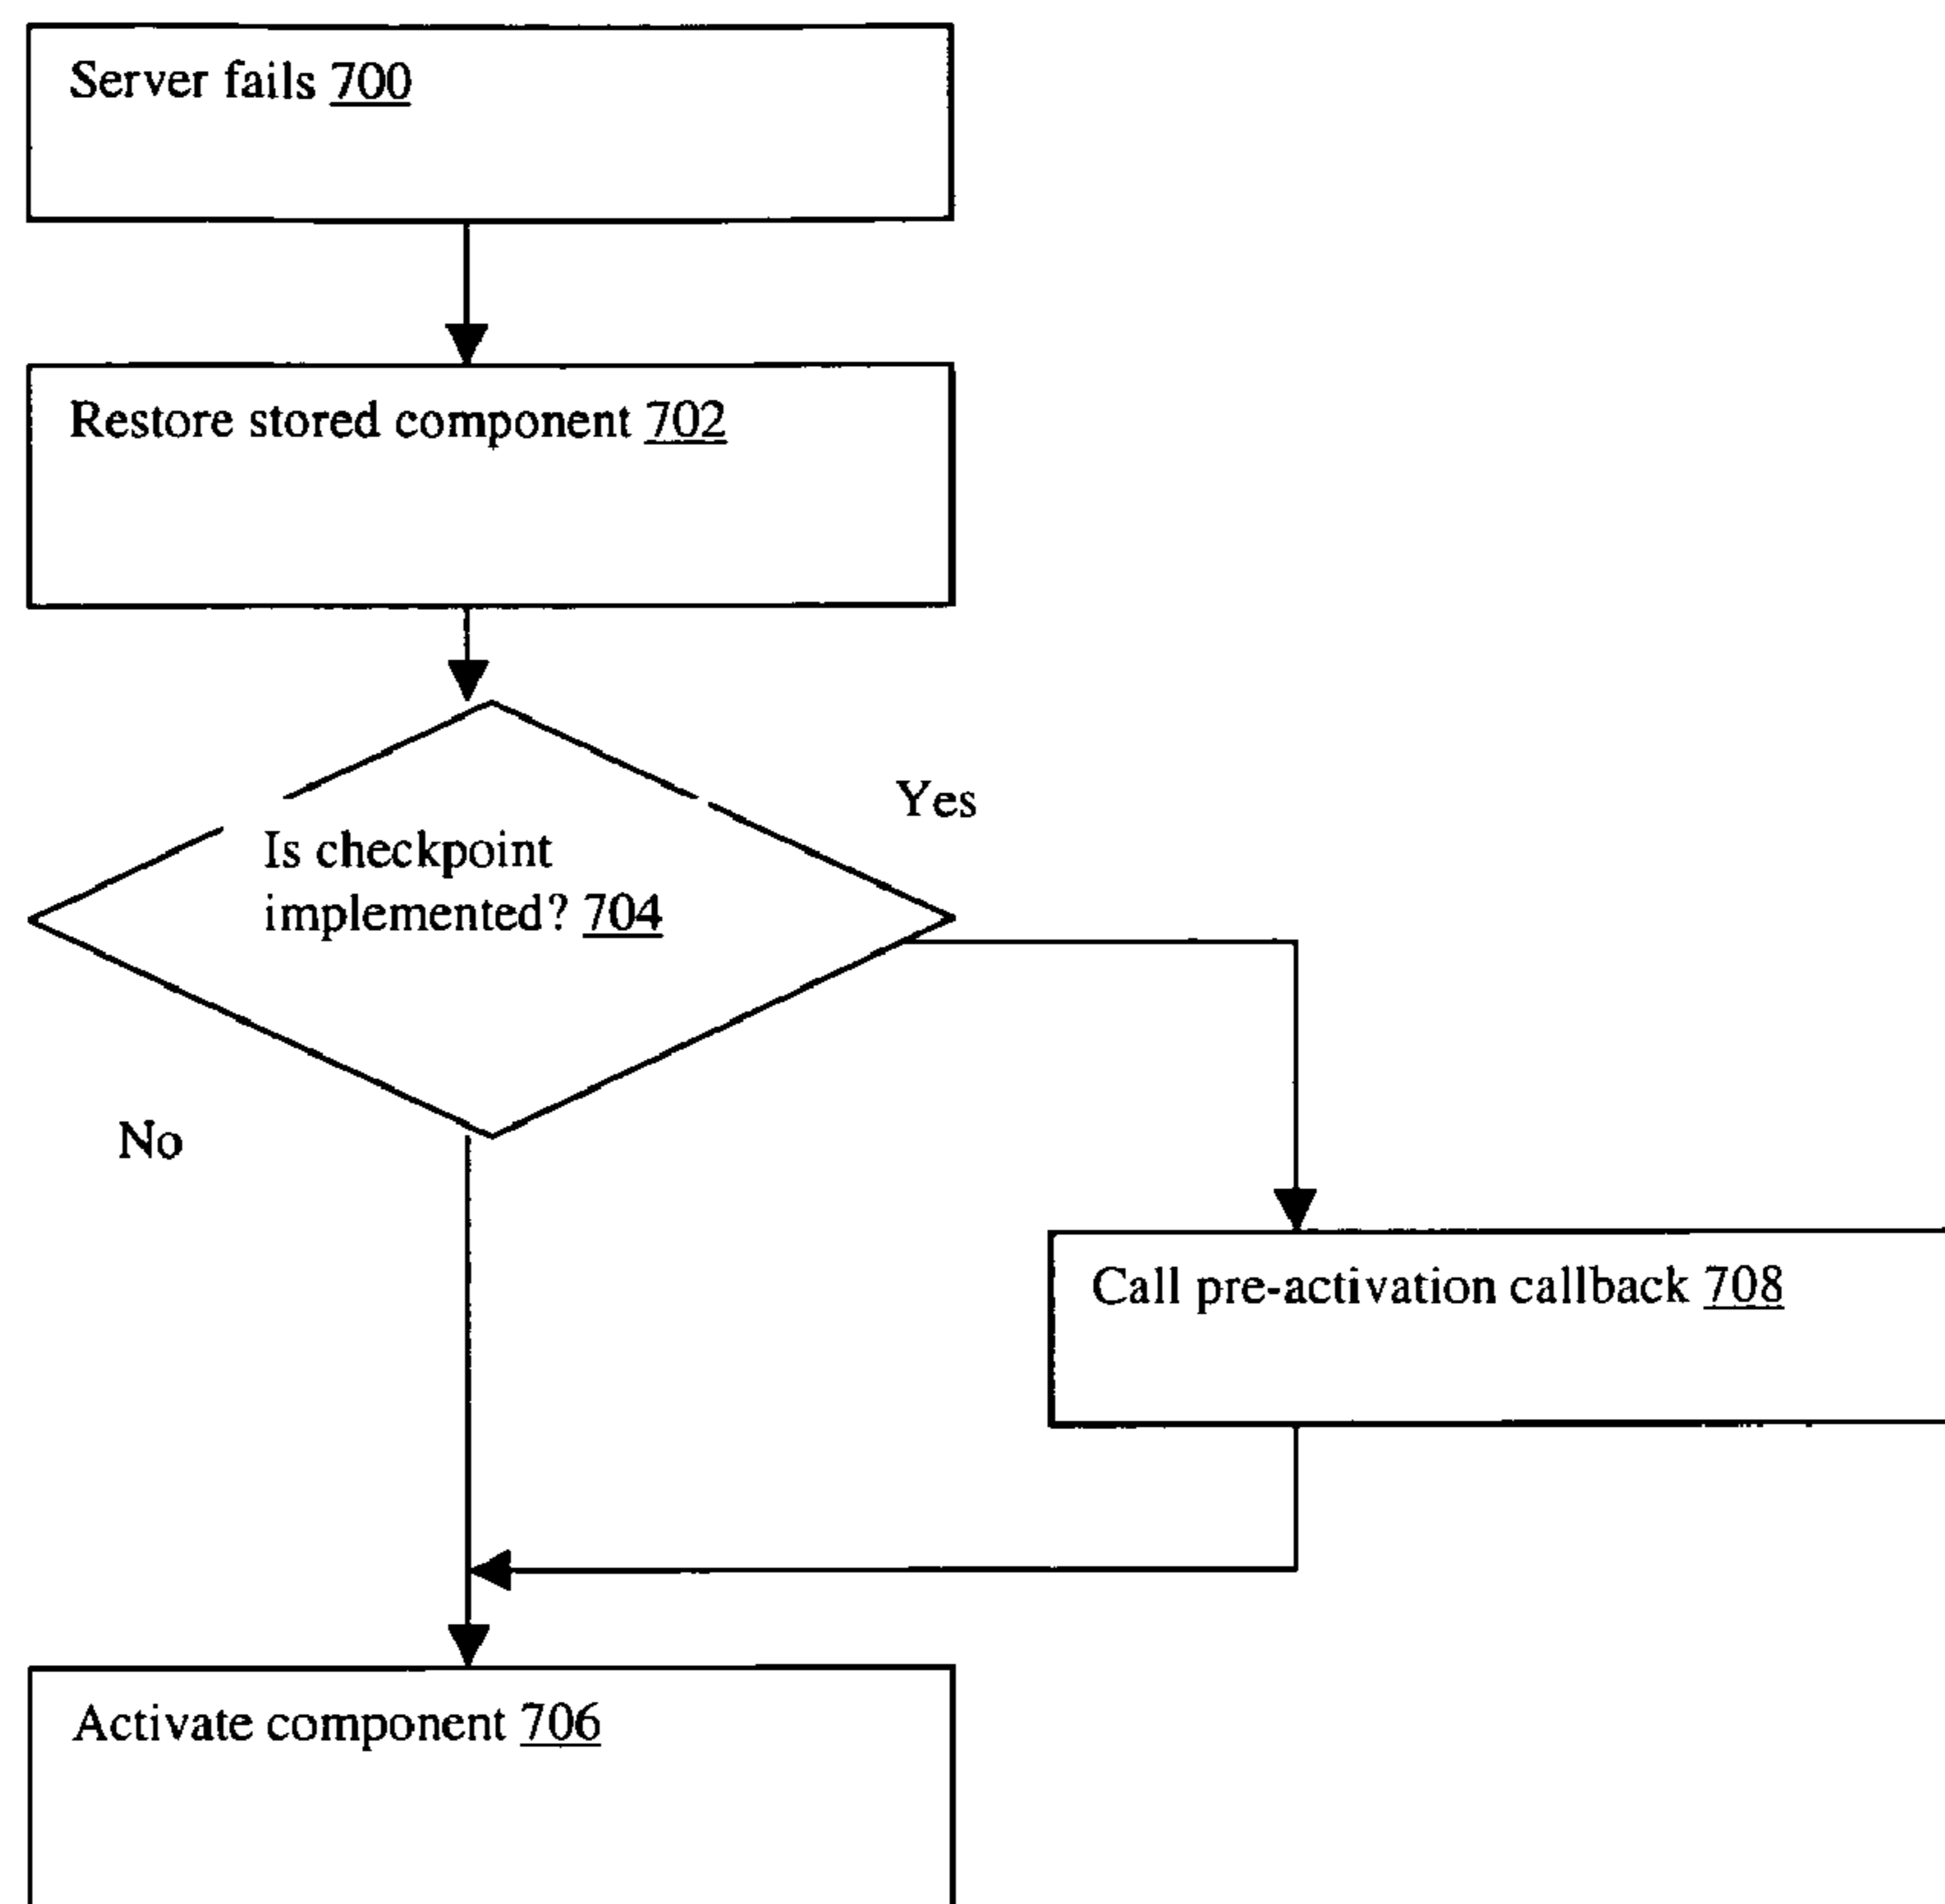 Server fails 700
Restore stored component 702
Yes
Is checkpoint
implemented? 704
No
Call pre-activation callback 708
Activate component 706